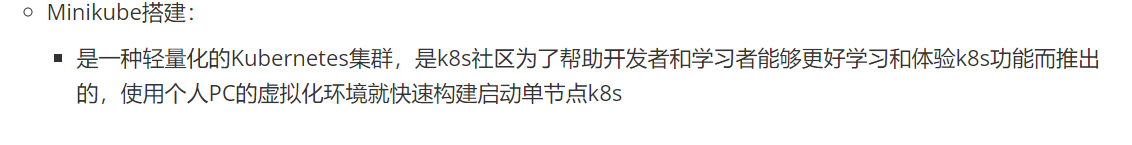 Minikube搭建：
是一种轻量化的Kubernetes集群，是k8s社区为了帮助开发者和学习者能够更好学习和体验k8s功能而推出
的，使用个人PC的虚拟化环境就快速构建启动单节点k8s